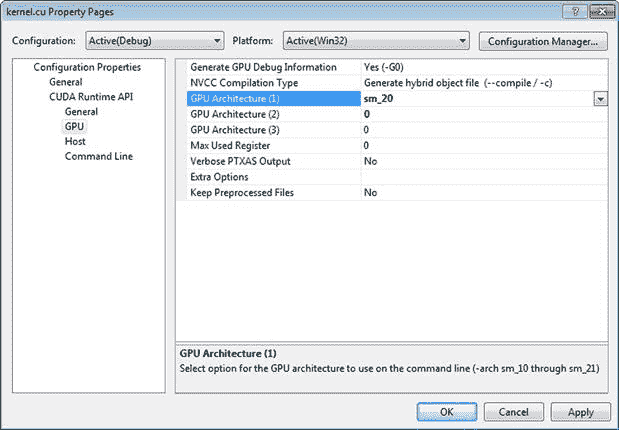 kernel.cu Property Pages
Configuration: Active(Debug) Platform: Active(Win32) Configuration Manager...
Configuration Properties
General
CUDA Runtime API
General
GPU
Host
Command Line
Generate GPU Debug Information Yes (-G0)
NVCC Compilation Type Generate hybrid object file (--compile / -c)
GPU Architecture (1) sm_20
GPU Architecture (2) 0
GPU Architecture (3) 0
Max Used Register 0
Verbose PTXAS Output No
Extra Options
Keep Preprocessed Files No
GPU Architecture (1)
Select option for the GPU architecture to use on the command line (-arch sm_10 through sm_21)
OK Cancel Apply